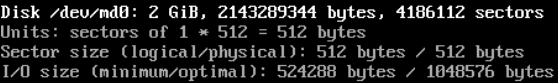 Disk /dev/md0: 2 GiB, 2143289344 bytes, 4186112 sectors
Units: sectors of 1 * 512 = 512 bytes
Sector size (logical/physical): 512 bytes / 512 bytes
I/O size (minimum/optimal): 524288 bytes / 1048576 bytes